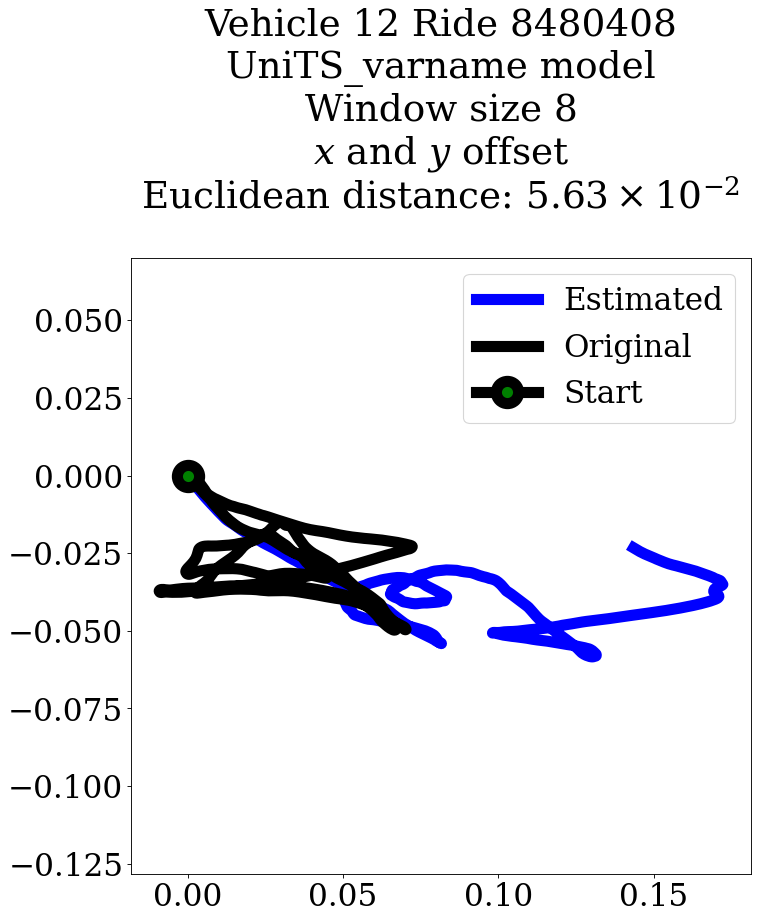 Vehicle 12 Ride 8480408
UniTS_varname model
Window size 8
x and y offset
Euclidean distance: 5.63 × 10⁻²
Estimated
Original
Start
0.050
0.025
0.000
−0.025
−0.050
−0.075
−0.100
−0.125
0.00 0.05 0.10 0.15